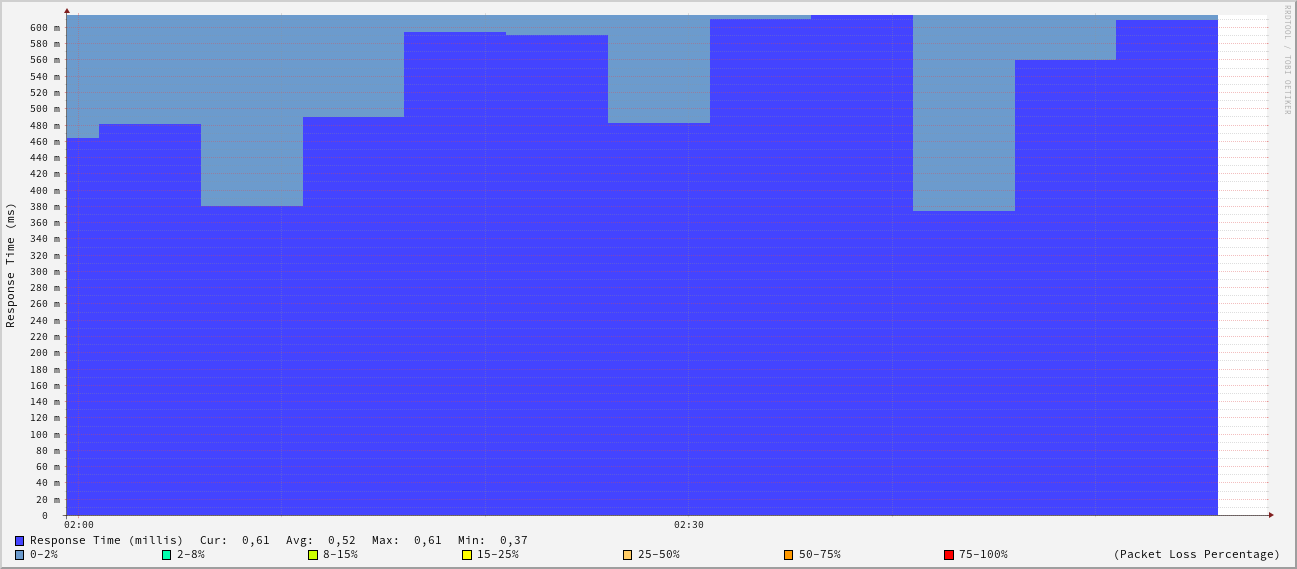 RRDTOOL / TOBI OETIKER
Response Time (ms)
600 m
580 m
560 m
540 m
520 m
500 m
480 m
460 m
440 m
420 m
400 m
380 m
360 m
340 m
320 m
300 m
280 m
260 m
240 m
220 m
200 m
180 m
160 m
140 m
120 m
100 m
80 m
60 m
40 m
20 m
0
02:00 02:30
Response Time (millis) Cur: 0,61 Avg: 0,52 Max: 0,61 Min: 0,37
0-2% 2-8% 8-15% 15-25% 25-50% 50-75% 75-100% (Packet Loss Percentage)